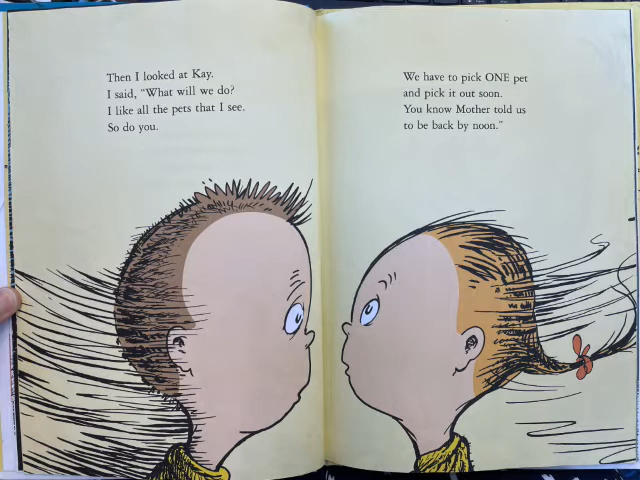 Then I looked at Kay.
I said, "What will we do?
I like all the pets that I see.
So do you.
We have to pick ONE pet
and pick it out soon.
You know Mother told us
to be back by noon."